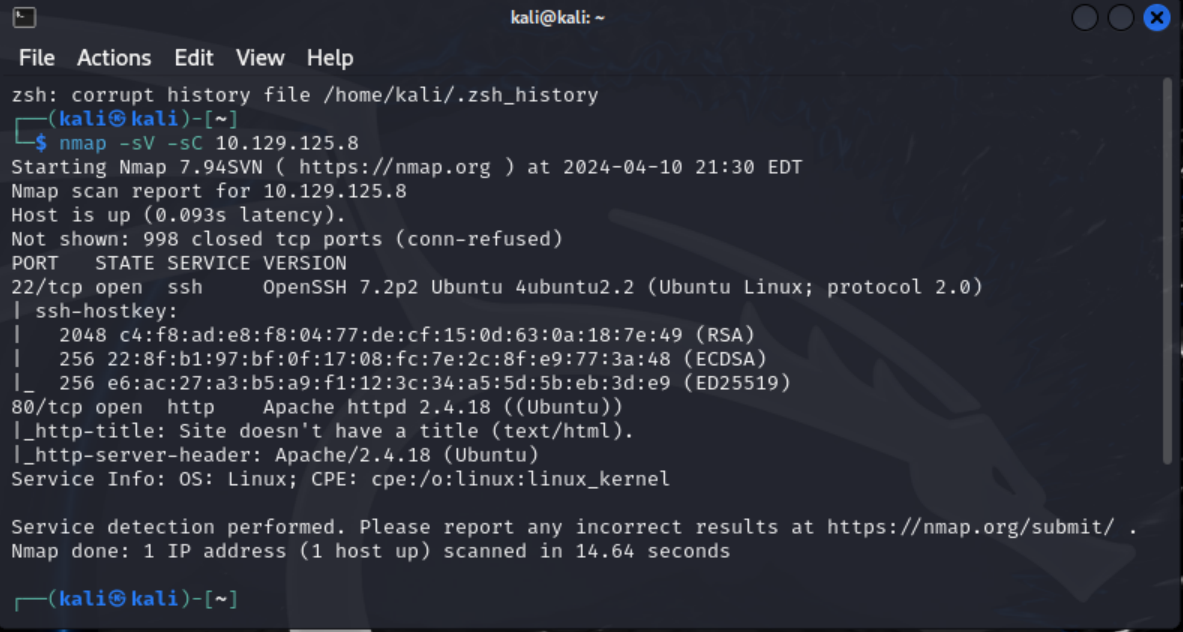 kali@kali: ~
File Actions Edit View Help
zsh: corrupt history file /home/kali/.zsh_history
┌──(kali㉿kali)-[~]
└─$ nmap -sV -sC 10.129.125.8
Starting Nmap 7.94SVN ( https://nmap.org ) at 2024-04-10 21:30 EDT
Nmap scan report for 10.129.125.8
Host is up (0.093s latency).
Not shown: 998 closed tcp ports (conn-refused)
PORT   STATE SERVICE VERSION
22/tcp open  ssh     OpenSSH 7.2p2 Ubuntu 4ubuntu2.2 (Ubuntu Linux; protocol 2.0)
| ssh-hostkey:
|   2048 c4:f8:ad:e8:f8:04:77:de:cf:15:0d:63:0a:18:7e:49 (RSA)
|   256 22:8f:b1:97:bf:0f:17:08:fc:7e:2c:8f:e9:77:3a:48 (ECDSA)
|_  256 e6:ac:27:a3:b5:a9:f1:12:3c:34:a5:5d:5b:eb:3d:e9 (ED25519)
80/tcp open  http    Apache httpd 2.4.18 ((Ubuntu))
|_http-title: Site doesn't have a title (text/html).
|_http-server-header: Apache/2.4.18 (Ubuntu)
Service Info: OS: Linux; CPE: cpe:/o:linux:linux_kernel
Service detection performed. Please report any incorrect results at https://nmap.org/submit/ .
Nmap done: 1 IP address (1 host up) scanned in 14.64 seconds
┌──(kali㉿kali)-[~]